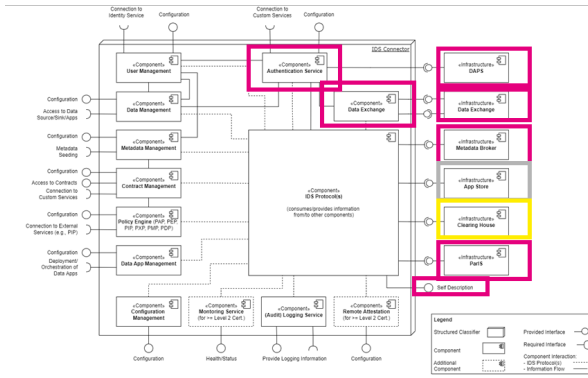 Connection to
Identity Service
Configuration
Connection to
Custom Services
Configuration
IDS Connector
«Component»
User Management
«Component»
Authentication Service
«Infrastructure»
DAPS
Configuration
Access to Data
Source/Sink/Apps
«Component»
Data Management
«Component»
Data Exchange
«Infrastructure»
Data Exchange
Configuration
Metadata
Seeding
«Component»
Metadata Management
«Infrastructure»
Metadata Broker
Configuration
Access to Contracts
Connection to
Custom Services
«Component»
Contract Management
«Component»
IDS Protocol(s)
(consumes/provides information
from/to other components)
«Infrastructure»
App Store
Configuration
Connection to External
Services (e.g., PIP)
«Component»
Policy Engine (PAP, PEP,
PIP, PXP, PMP, PDP)
«Infrastructure»
Clearing House
Configuration
Deployment/
Orchestration of
Data Apps
«Component»
Data App Management
«Infrastructure»
ParIS
Self Description
«Component»
Configuration
Management
«Component»
Montoring Service
(for >= Level 2 Cert.)
«Component»
(Audit) Logging Service
«Component»
Remote Attestation
(for >= Level 2 Cert.)
Configuration
Health/Status
Provide Logging Information
Configuration
Legend
Structured Classifier
Provided Interface
Component
Required Interface
Additional
Component
Component Interaction:
- IDS Protocol(s)
- Information Flow